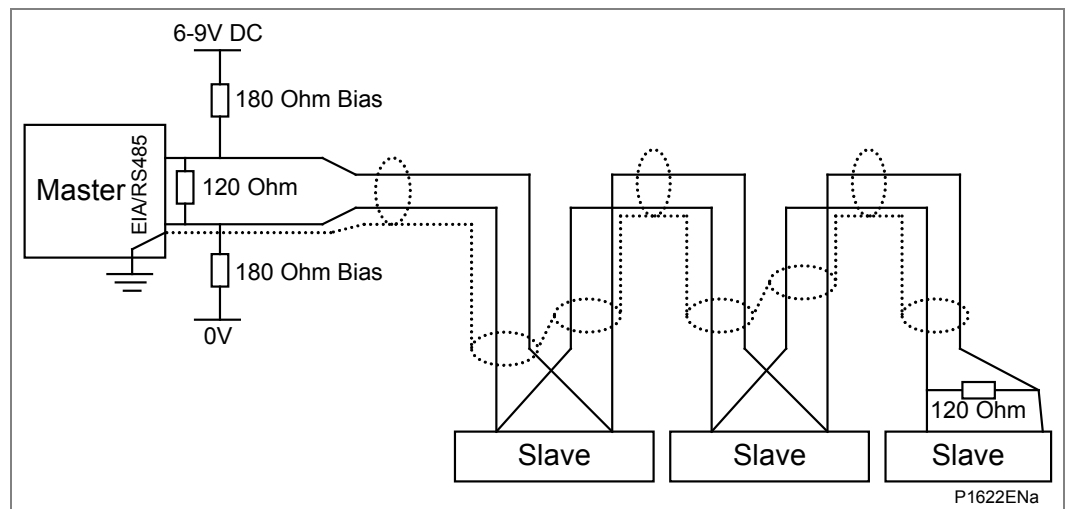 6-9V DC
180 Ohm Bias
EIA/RS485
Master
120 Ohm
180 Ohm Bias
0V
120 Ohm
Slave
Slave
Slave
P1622ENa